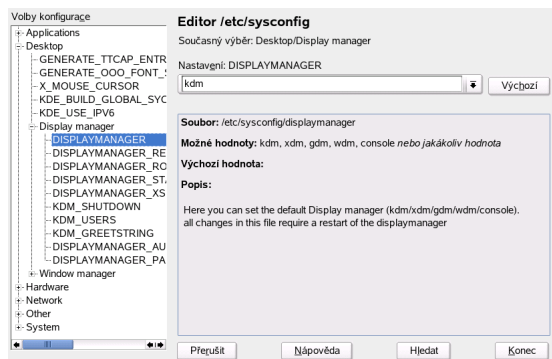 Volby konfigurace
Applications
Desktop
GENERATE_TTCAP_ENTR
GENERATE_OOO_FONT_S
X_MOUSE_CURSOR
KDE_BUILD_GLOBAL_SYC
KDE_USE_IPV6
Display manager
DISPLAYMANAGER
DISPLAYMANAGER_RE
DISPLAYMANAGER_RO
DISPLAYMANAGER_ST
DISPLAYMANAGER_XS
KDM_SHUTDOWN
KDM_USERS
KDM_GREETSTRING
DISPLAYMANAGER_AU
DISPLAYMANAGER_PA
Window manager
Hardware
Network
Other
System
Editor /etc/sysconfig
Současný výběr: Desktop/Display manager
Nastavení: DISPLAYMANAGER
kdm
Výchozí
Soubor: /etc/sysconfig/displaymanager
Možné hodnoty: kdm, xdm, gdm, wdm, console nebo jakákoliv hodnota
Výchozí hodnota:
Popis:
Here you can set the default Display manager (kdm/xdm/gdm/wdm/console).
all changes in this file require a restart of the displaymanager
Přerušit
Nápověda
Hledat
Konec